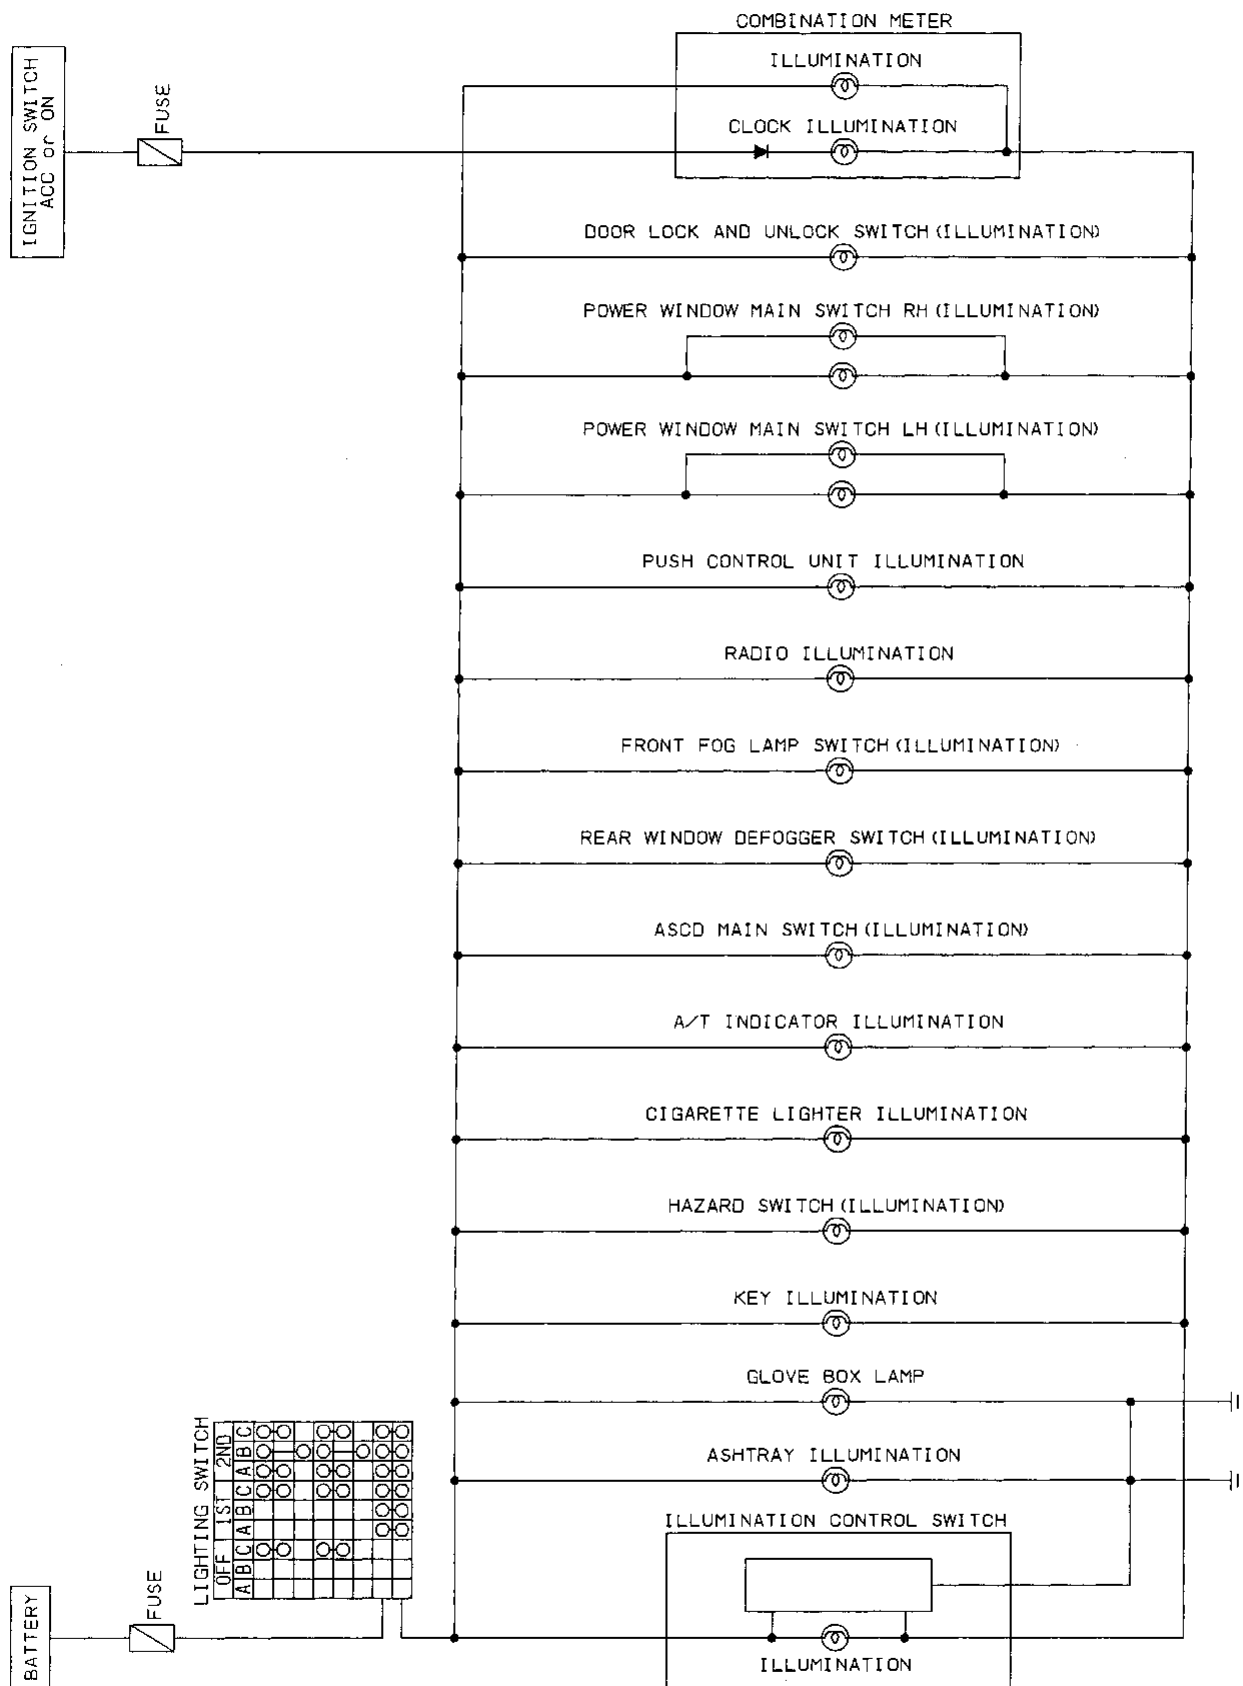 COMBINATION METER
ILLUMINATION
IGNITION SWITCH
ACC or ON
FUSE
CLOCK ILLUMINATION
DOOR LOCK AND UNLOCK SWITCH (ILLUMINATION)
POWER WINDOW MAIN SWITCH RH (ILLUMINATION)
POWER WINDOW MAIN SWITCH LH (ILLUMINATION)
PUSH CONTROL UNIT ILLUMINATION
RADIO ILLUMINATION
FRONT FOG LAMP SWITCH (ILLUMINATION)
REAR WINDOW DEFOGGER SWITCH (ILLUMINATION)
ASCD MAIN SWITCH (ILLUMINATION)
A/T INDICATOR ILLUMINATION
CIGARETTE LIGHTER ILLUMINATION
HAZARD SWITCH (ILLUMINATION)
KEY ILLUMINATION
GLOVE BOX LAMP
ASHTRAY ILLUMINATION
LIGHTING SWITCH
OFF 1ST 2ND
A B C A B C A B C
ILLUMINATION CONTROL SWITCH
BATTERY
FUSE
ILLUMINATION